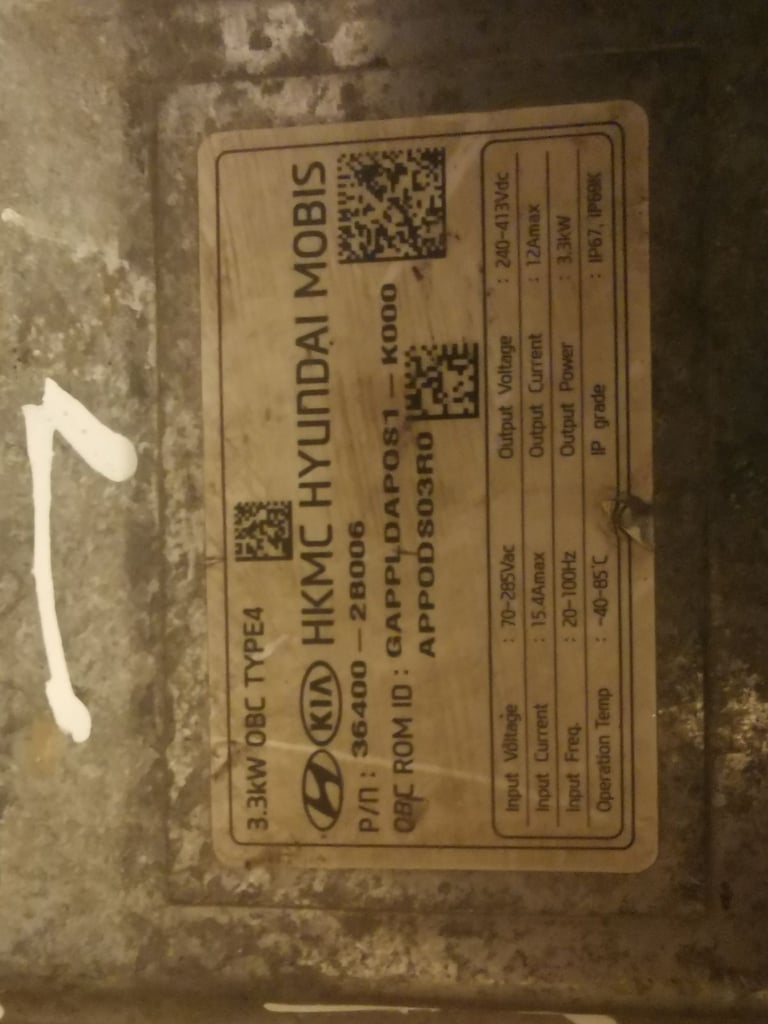 3.3kW OBC TYPE4
KIA HKMC HYUNDAI MOBIS
P/N : 36400 - 2B006
OBC ROM ID : GAPPLDAPOS1 - K000
APPODS03R0
Input Voltage : 70-285Vac Output Voltage : 240-413Vdc
Input Current : 15.4Amax Output Current : 12Amax
Input Freq. : 20-100Hz Output Power : 3.3kW
Operation Temp : -40-85℃ IP grade : IP67, IP69K